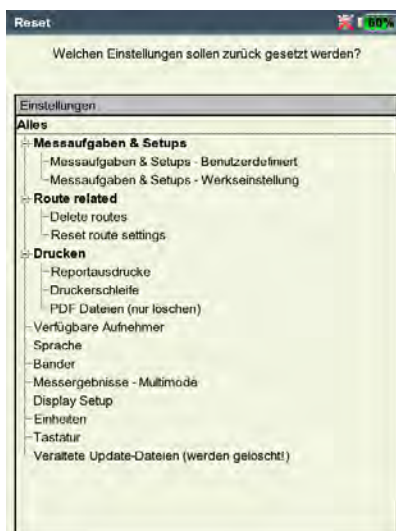 Reset 60%
Welchen Einstellungen sollen zurück gesetzt werden?
Einstellungen
Alles
Messaufgaben & Setups
Messaufgaben & Setups - Benutzerdefiniert
Messaufgaben & Setups - Werkseinstellung
Route related
Delete routes
Reset route settings
Drucken
Reportausdrucke
Druckerschleife
PDF Dateien (nur löschen)
Verfügbare Aufnehmer
Sprache
Bänder
Messergebnisse - Multimode
Display Setup
Einheiten
Tastatur
Veraltete Update-Dateien (werden gelöscht!)